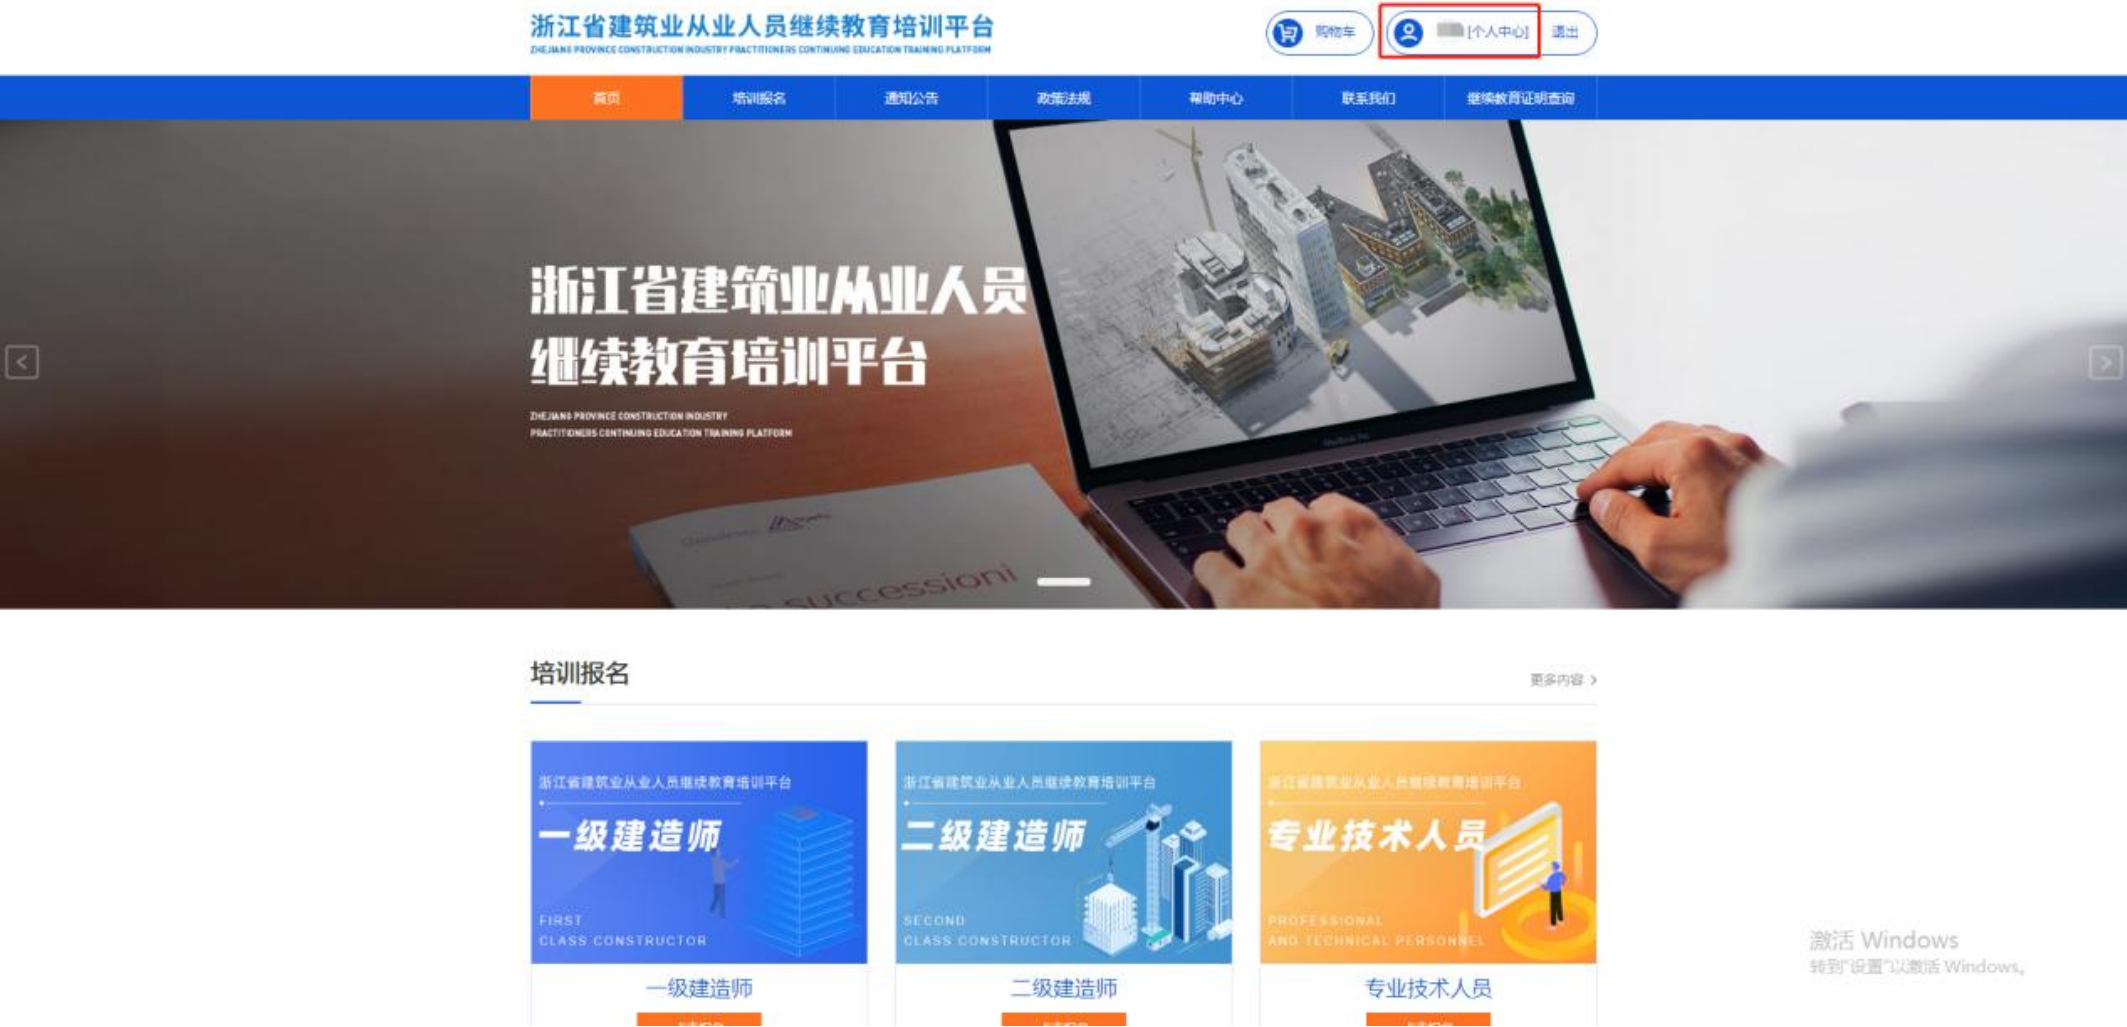 浙江省建筑业从业人员继续教育培训平台
ZHEJIANG PROVINCE CONSTRUCTION INDUSTRY PRACTITIONERS CONTINUING EDUCATION TRAINING PLATFORM
购物车
[个人中心]
退出
首页
培训报名
通知公告
政策法规
帮助中心
联系我们
继续教育证明查询
浙江省建筑业从业人员
继续教育培训平台
ZHEJIANG PROVINCE CONSTRUCTION INDUSTRY
PRACTITIONERS CONTINUING EDUCATION TRAINING PLATFORM
successioni
培训报名
更多内容 >
浙江省建筑业从业人员继续教育培训平台
一级建造师
FIRST
CLASS CONSTRUCTOR
一级建造师
浙江省建筑业从业人员继续教育培训平台
二级建造师
SECOND
CLASS CONSTRUCTOR
二级建造师
浙江省建筑业从业人员继续教育培训平台
专业技术人员
PROFESSIONAL
AND TECHNICAL PERSONNEL
专业技术人员
激活 Windows
转到"设置"以激活 Windows。